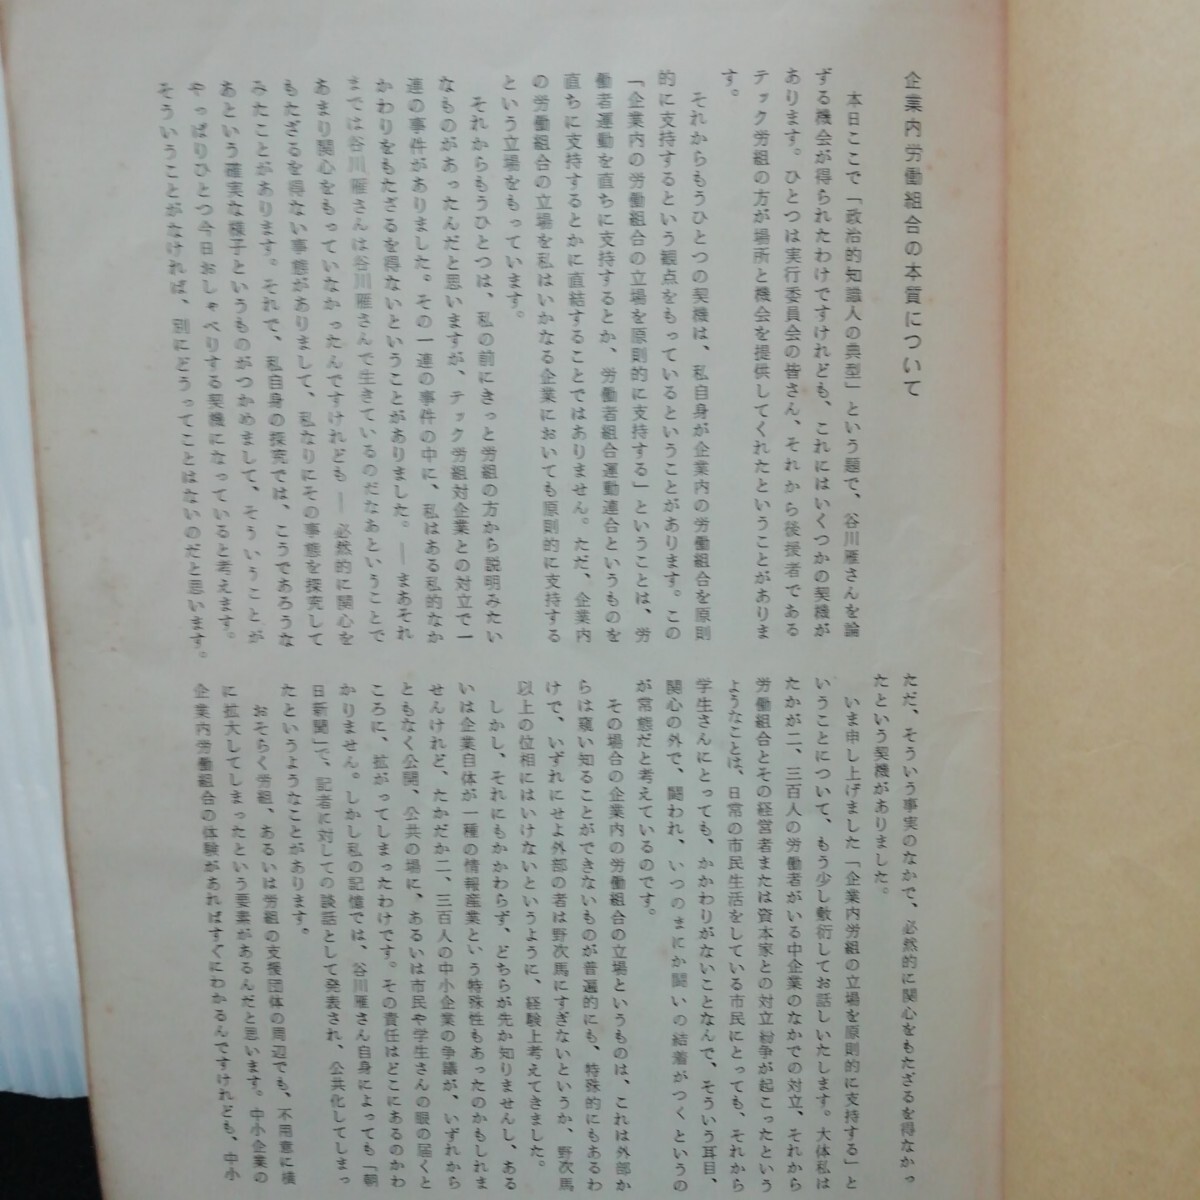 企業内労働組合の本質について
本日ここで「政治的知識人の典型」という題で、谷川雁さんを論
ずる機会が得られたわけですけれども、これにはいくつかの契機が
あります。ひとつは実行委員会の皆さん、それから後援者である
テック労組の方が場所と機会を提供してくれたということがありま
す。
それからもうひとつの契機は、私自身が企業内の労働組合を原則
的に支持するという観点をもっているということがあります。この
「企業内の労働組合の立場を原則的に支持する」ということは、労
働者運動を直ちに支持するとか、労働者組合運動連合というものを
直ちに支持するとかに直結することではありません。ただ、企業内
の労働組合の立場を私はいかなる企業においても原則的に支持する
という立場をもっています。
それからもうひとつは、私の前にきっと労組の方から説明みたい
なものがあったんだと思いますが、テック労組対企業との対立で一
連の事件がありました。その一連の事件の中に、私はある私的なか
かわりをもたざるを得ないということがありました。―まあそれ
までは谷川雁さんは谷川雁さんで生きているのだなあということで
あまり関心をもっていなかったんですけれども―必然的に関心を
もたざるを得ない事態がありまして、私なりにその事態を探究して
みたことがあります。それで、私自身の探究では、こうであろうな
あという確実な様子というものがつかめまして、そういうことが
やっぱりひとつ今日おしゃべりする契機になっていると考えます。
そういうことがなければ、別にどうってことはないのだと思います。
ただ、そういう事実のなかで、必然的に関心をもたざるを得なかっ
たという契機がありました。
いま申し上げました「企業内労組の立場を原則的に支持する」と
いうことについて、もう少し敷衍してお話しいたします。大体私は
たかが二、三百人の労働者がいる中企業のなかでの対立、それから
労働組合とその経営者または資本家との対立紛争が起こったという
ようなことは、日常の市民生活をしている市民にとっても、それから
学生さんにとっても、かかわりがないことなんで、そういう耳目、
関心の外で、闘われ、いつのまにか闘いの結着がつくというの
が常態だと考えているのです。
その場合の企業内の労働組合の立場というものは、これは外部か
らは窺い知ることができないものが普遍的にも、特殊的にもあるわ
けで、いずれにせよ外部の者は野次馬にすぎないというか、野次馬
以上の位相にはいけないというように、経験上考えてきました。
しかし、それにもかかわらず、どちらが先か知りませんし、ある
いは企業自体が一種の情報産業という特殊性もあったのかもしれま
せんけれど、たかだか二、三百人の中小企業の争議が、いずれから
ともなく公開、公共の場に、あるいは市民や学生さんの眼の届くと
ころに、拡がってしまったわけです。その責任はどこにあるのかわ
かりません。しかし私の記憶では、谷川雁さん自身によっても「朝
日新聞」で、記者に対しての談話として発表され、公共化してしまっ
たというようなことがあります。
おそらく労組、あるいは労組の支援団体の周辺でも、不用意に横
に拡大してしまったという要素があるんだと思います。中小企業の
企業内労働組合の体験があればすぐにわかるんですけれども、中小